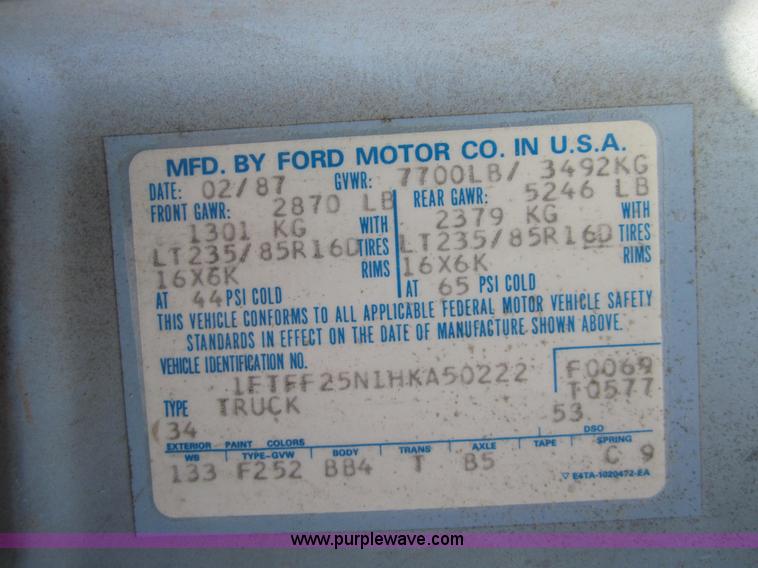 MFD. BY FORD MOTOR CO. IN U.S.A.
DATE: 02/87 GVWR: 7700LB/ 3492KG
FRONT GAWR: 2870 LB REAR GAWR: 5246 LB
1301 KG WITH 2379 KG WITH
LT235/85R16D TIRES LT235/85R16D TIRES
16X6K RIMS 16X6K RIMS
AT 44 PSI COLD AT 65 PSI COLD
THIS VEHICLE CONFORMS TO ALL APPLICABLE FEDERAL MOTOR VEHICLE SAFETY
STANDARDS IN EFFECT ON THE DATE OF MANUFACTURE SHOWN ABOVE.
VEHICLE IDENTIFICATION NO.
1FTFF25N1HKA50222 F0069
TYPE TRUCK T0577
34 53
EXTERIOR PAINT COLORS DSO
WB TYPE-GVW BODY TRANS AXLE TAPE SPRING
133 F252 BB4 T B5 C 9
E4TA-1020472-EA
www.purplewave.com